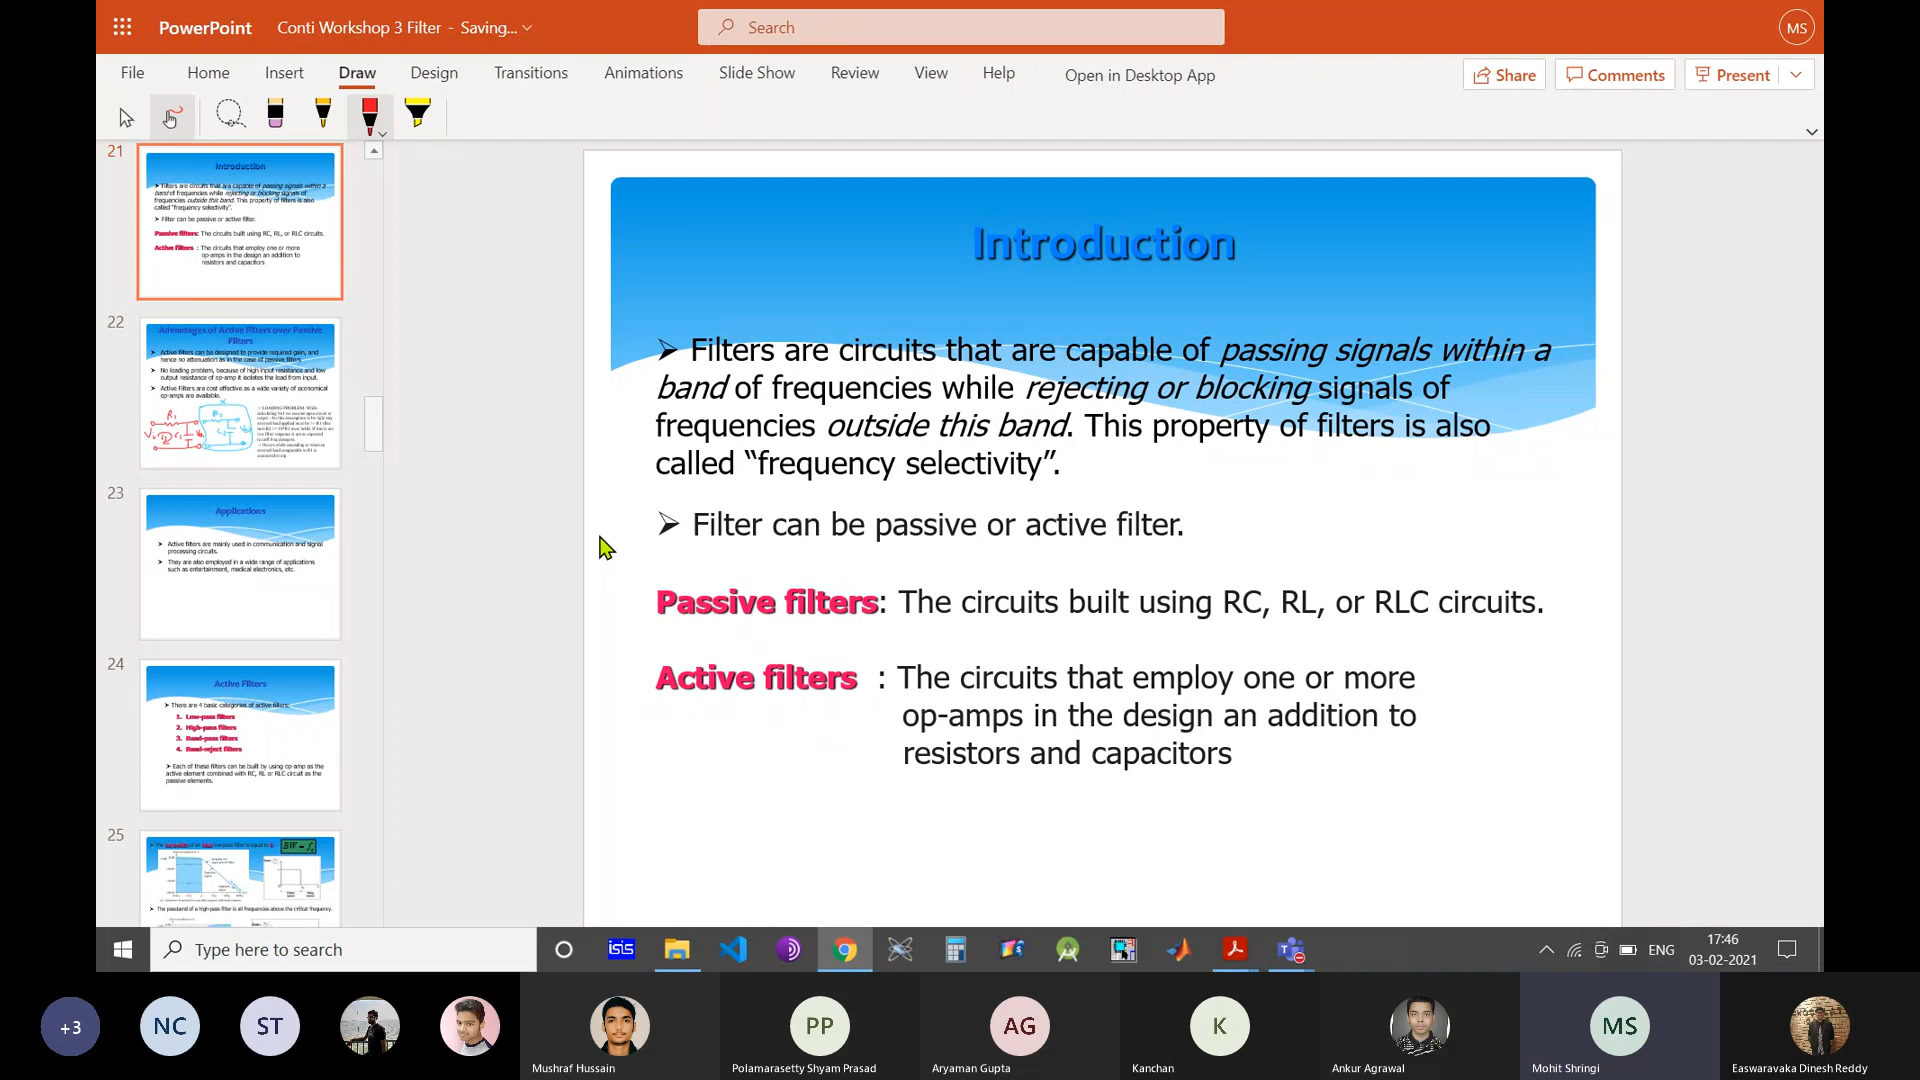 PowerPoint
Conti Workshop 3 Filter - Saving...
Search
MS
File
Home
Insert
Draw
Design
Transitions
Animations
Slide Show
Review
View
Help
Open in Desktop App
Share
Comments
Present
21
Introduction
➤ Filters are circuits that are capable of passing signals within a
band of frequencies while rejecting or blocking signals of
frequencies outside this band. This property of filters is also
called "frequency selectivity".
➤ Filter can be passive or active filter.
Passive filters: The circuits built using RC, RL, or RLC circuits.
Active filters : The circuits that employ one or more
op-amps in the design an addition to
resistors and capacitors
22
Advantages of Active Filters over Passive
Filters
➤ Active filters can be designed to provide required gain, and
hence no attenuation as in the case of passive filters
➤ No loading problem, because of high input resistance and low
output resistance of op-amp it isolates the load from input.
➤ Active Filters are cost effective as a wide variety of economical
op-amps are available.
23
Applications
➤ Active filters are mainly used in communication and signal
processing circuits.
➤ They are also employed in a wide range of applications
such as entertainment, medical electronics, etc.
24
Active Filters
➤ There are 4 basic categories of active filters:
1. Low-pass filters
2. High-pass filters
3. Band-pass filters
4. Band-reject filters
➤ Each of these filters can be built by using op-amp as the
active element combined with RC, RL or RLC circuit as the
passive elements.
25
➤ The passband of a high-pass filter is all frequencies above the critical frequency.
Introduction
➤ Filters are circuits that are capable of passing signals within a
band of frequencies while rejecting or blocking signals of
frequencies outside this band. This property of filters is also
called “frequency selectivity”.
➤ Filter can be passive or active filter.
Passive filters: The circuits built using RC, RL, or RLC circuits.
Active filters : The circuits that employ one or more
op-amps in the design an addition to
resistors and capacitors
Type here to search
isis
ENG
17:46
03-02-2021
+3
NC
ST
Mushraf Hussain
PP
Polamarasetty Shyam Prasad
AG
Aryaman Gupta
K
Kanchan
Ankur Agrawal
MS
Mohit Shringi
Easwaravaka Dinesh Reddy